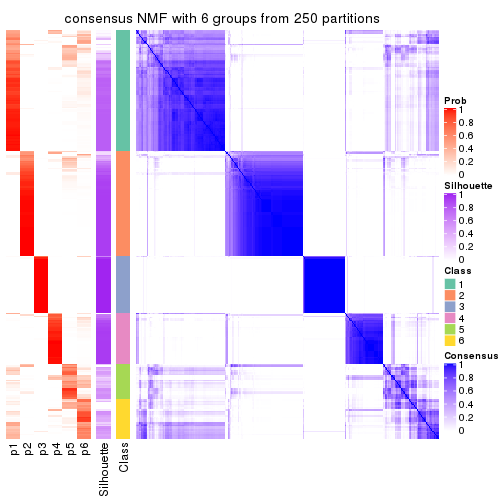 consensus NMF with 6 groups from 250 partitions
Prob
1
0.8
0.6
0.4
0.2
0
Silhouette
1
0.8
0.6
0.4
0.2
0
Class
1
2
3
4
5
6
Consensus
1
0.8
0.6
0.4
0.2
0
p1
p2
p3
p4
p5
p6
Silhouette
Class